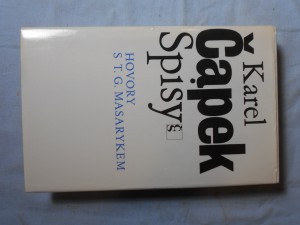 Karel
Čapek
Spisy
HOVORY
S T. G. MASARYKEM